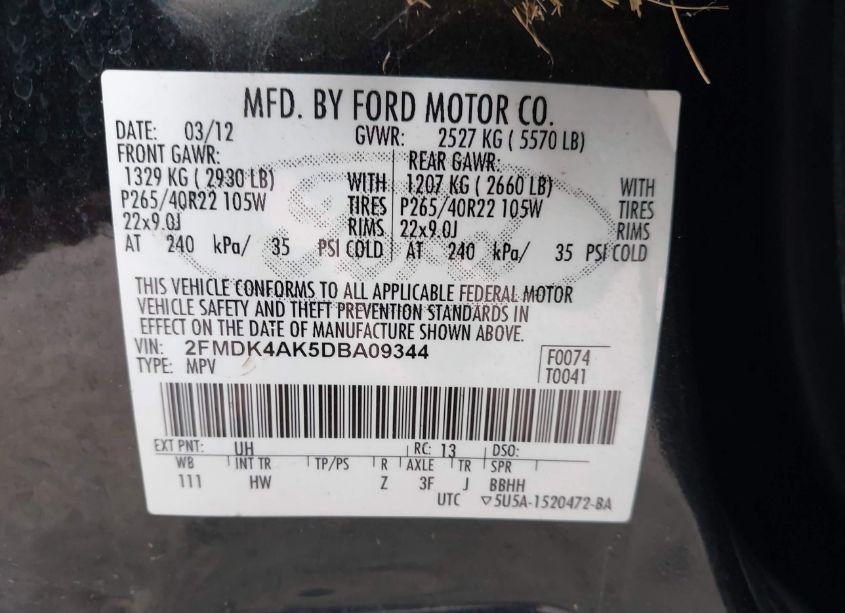 MFD. BY FORD MOTOR CO.
DATE: 03/12 GVWR: 2527 KG ( 5570 LB)
FRONT GAWR: REAR GAWR:
1329 KG ( 2930 LB) WITH 1207 KG ( 2660 LB) WITH
P265/40R22 105W TIRES P265/40R22 105W TIRES
22x9.0J RIMS 22x9.0J RIMS
AT 240 kPa/ 35 PSI COLD AT 240 kPa/ 35 PSI COLD
THIS VEHICLE CONFORMS TO ALL APPLICABLE FEDERAL MOTOR
VEHICLE SAFETY AND THEFT PREVENTION STANDARDS IN
EFFECT ON THE DATE OF MANUFACTURE SHOWN ABOVE.
VIN: 2FMDK4AK5DBA09344 F0074
TYPE: MPV T0041
EXT PNT: UH RC: 13 DSO:
WB INT TR TP/PS R AXLE TR SPR
111 HW Z 3F J BBHH
UTC ▽5U5A-1520472-BA
Ford